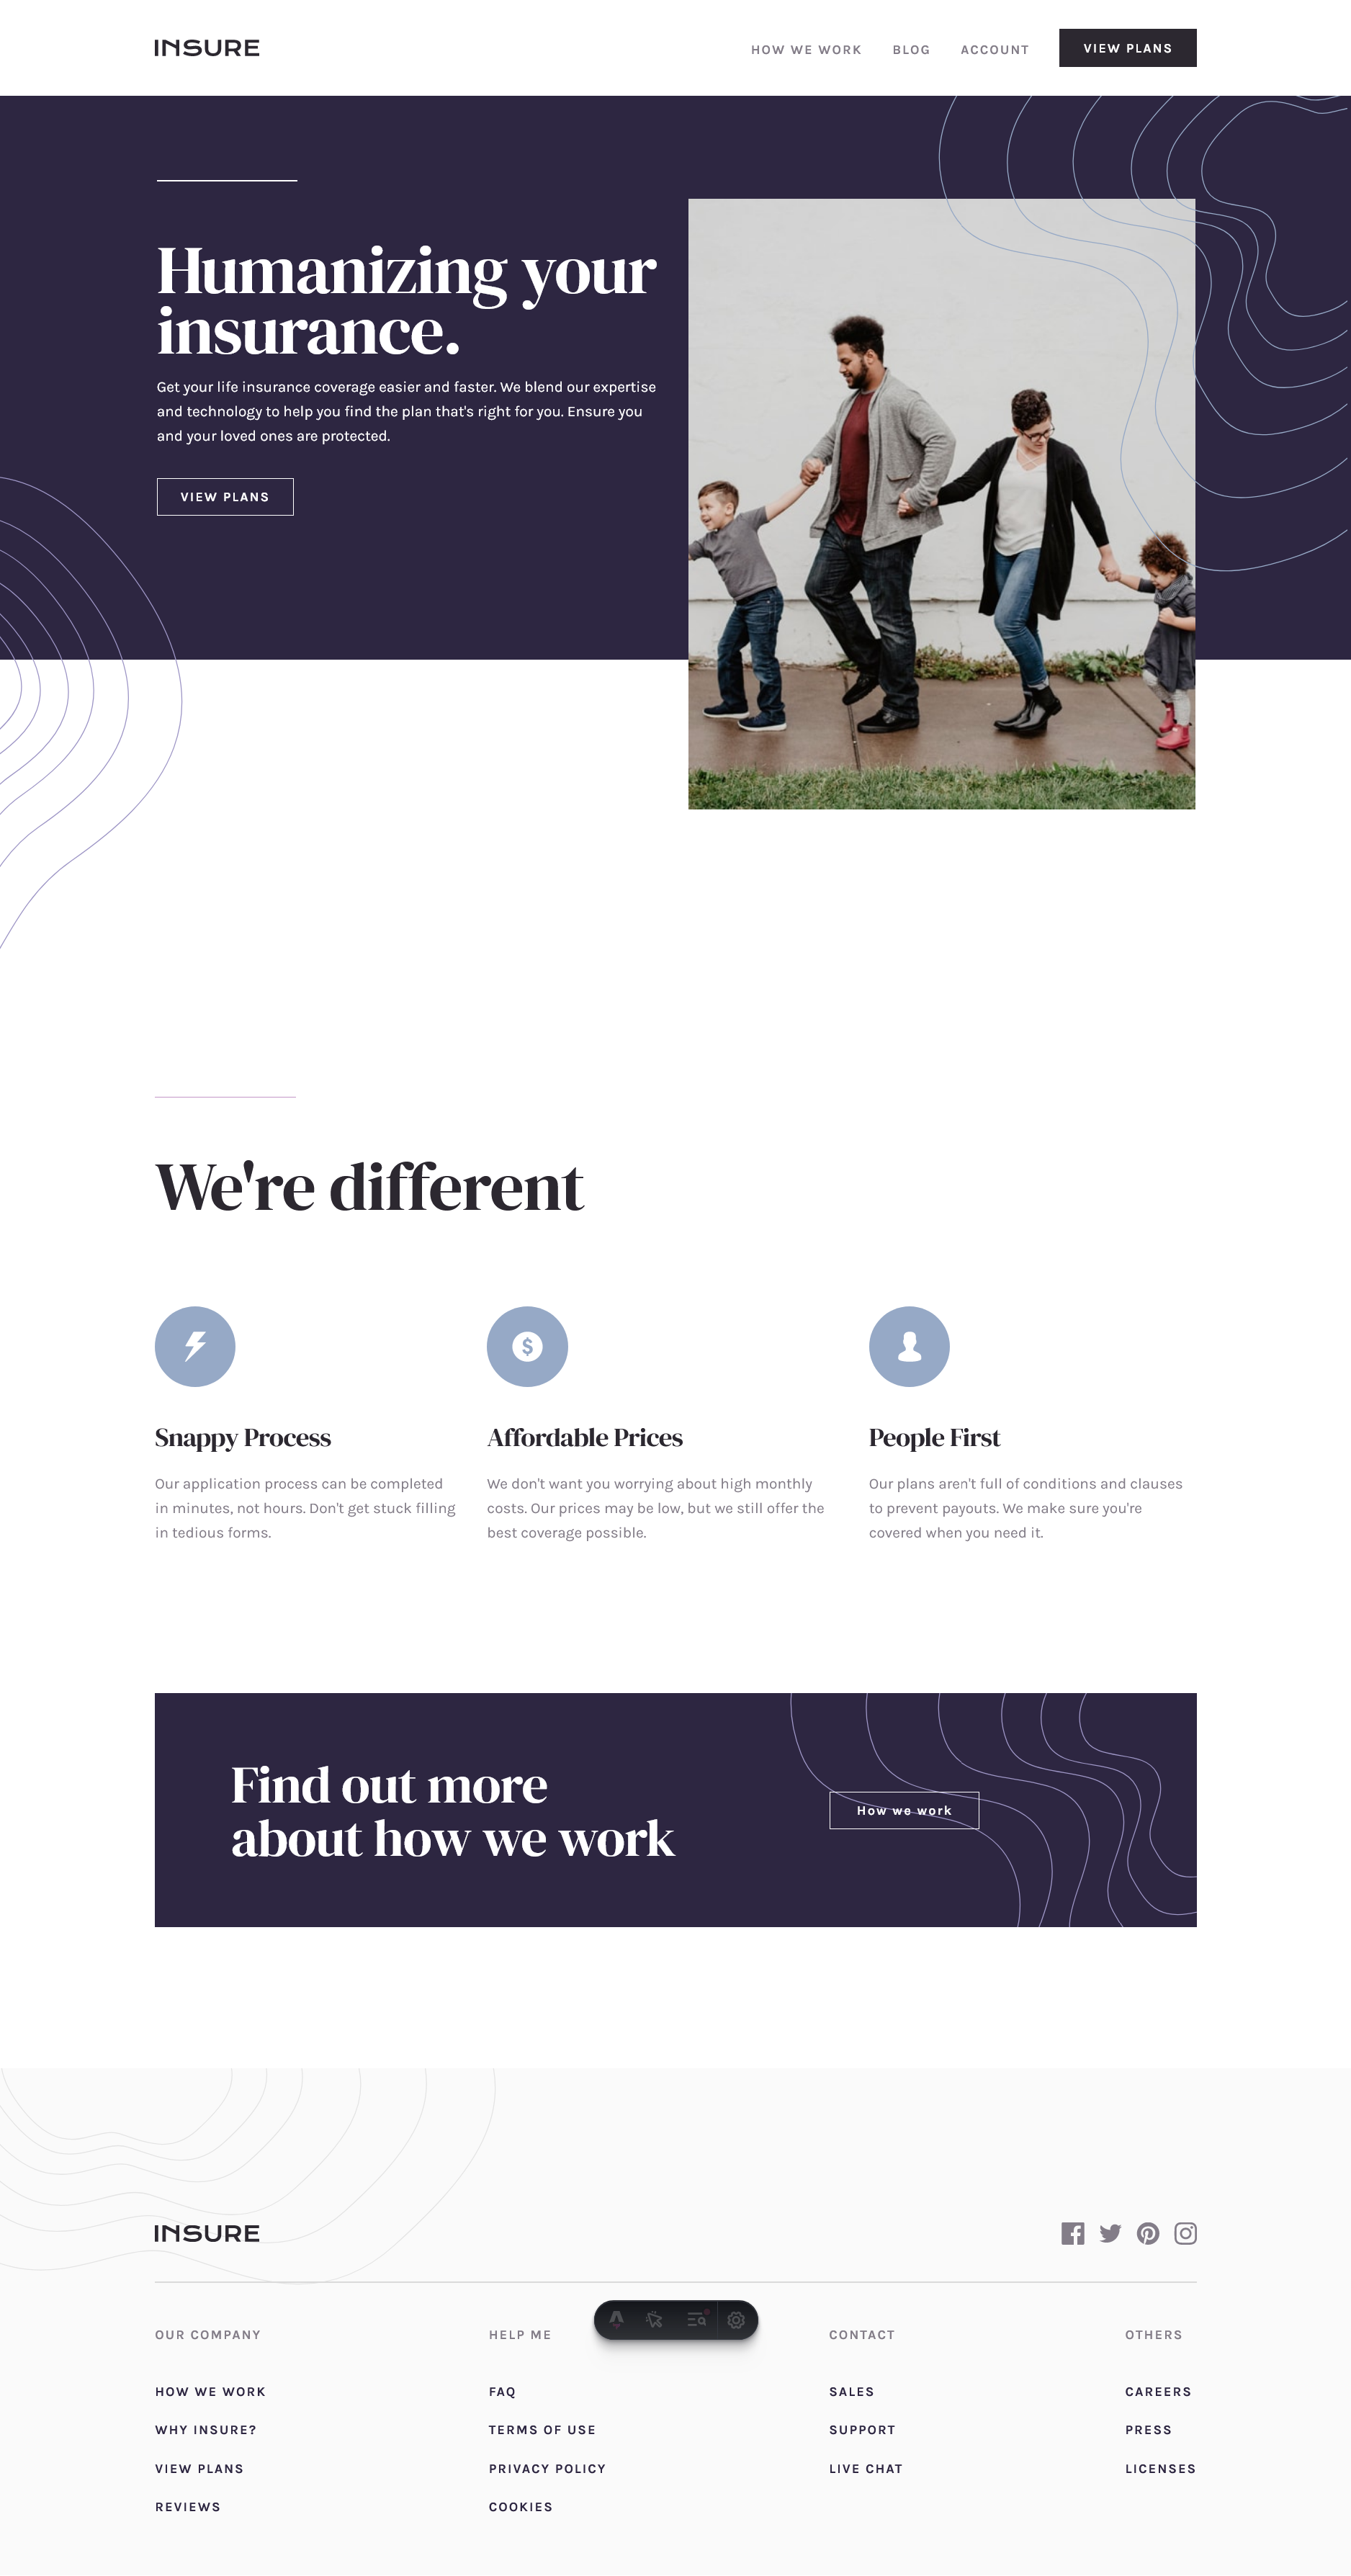 INSURE
HOW WE WORK
BLOG
ACCOUNT
VIEW PLANS
Humanizing your
insurance.
Get your life insurance coverage easier and faster. We blend our expertise
and technology to help you find the plan that's right for you. Ensure you
and your loved ones are protected.
VIEW PLANS
We're different
Snappy Process
Our application process can be completed
in minutes, not hours. Don't get stuck filling
in tedious forms.
Affordable Prices
We don't want you worrying about high monthly
costs. Our prices may be low, but we still offer the
best coverage possible.
People First
Our plans aren't full of conditions and clauses
to prevent payouts. We make sure you're
covered when you need it.
Find out more
about how we work
How we work
INSURE
OUR COMPANY
HOW WE WORK
WHY INSURE?
VIEW PLANS
REVIEWS
HELP ME
FAQ
TERMS OF USE
PRIVACY POLICY
COOKIES
CONTACT
SALES
SUPPORT
LIVE CHAT
OTHERS
CAREERS
PRESS
LICENSES